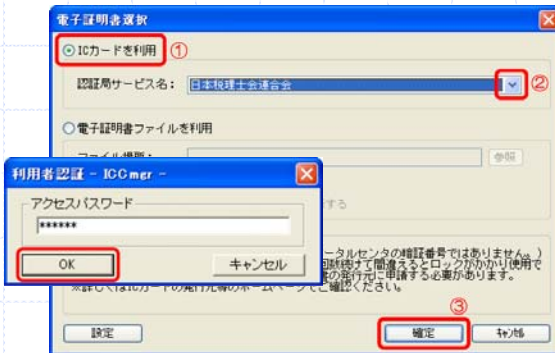 電子証明書選択
ICカードを利用 ①
認証局サービス名： 日本税理士会連合会 ②
電子証明書ファイルを利用
参照
利用者認証 - ICCmgr -
アクセスパスワード
******
OK
キャンセル
ータルセンタの暗証番号ではありません。)
回数続けて間違えるとロックがかかり使用で
書の発行元に申請する必要があります。
※詳しくはICカードの発行元等のホームページでご確認ください。
③
設定
確定
キャンセル